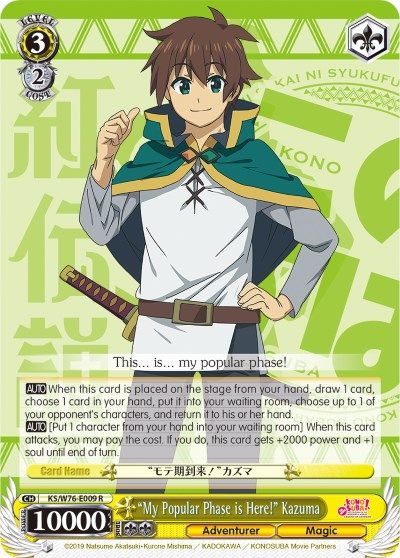 LEVEL
3
2
COST
KAI NI SYUKUFU
KONO
紅伝説
This... is... my popular phase!
AUTO When this card is placed on the stage from your hand, draw 1 card,
choose 1 card in your hand, put it into your waiting room, choose up to 1 of
your opponent's characters, and return it to his or her hand.
AUTO [Put 1 character from your hand into your waiting room] When this card
attacks, you may pay the cost. If you do, this card gets +2000 power and +1
soul until end of turn.
Card Name
"モテ期到来！"カズマ
CH KS/W76-E009 R
"My Popular Phase is Here!" Kazuma
10000
Adventurer
Magic
©2019 Natsume Akatsuki・Kurone Mishima / KADOKAWA / KONOSUBA Movie Partners